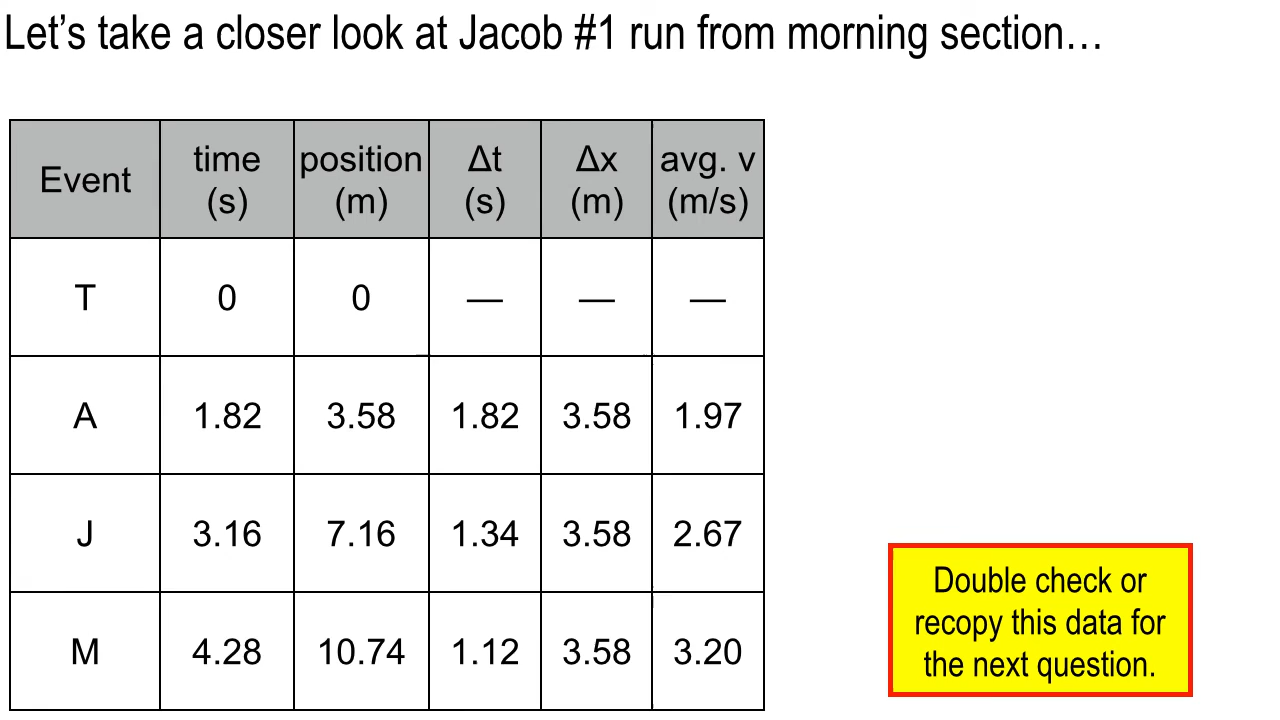 Let’s take a closer look at Jacob #1 run from morning section…
Event time (s) position (m) Δt (s) Δx (m) avg. v (m/s)
T 0 0 — — —
A 1.82 3.58 1.82 3.58 1.97
J 3.16 7.16 1.34 3.58 2.67
M 4.28 10.74 1.12 3.58 3.20
Double check or
recopy this data for
the next question.